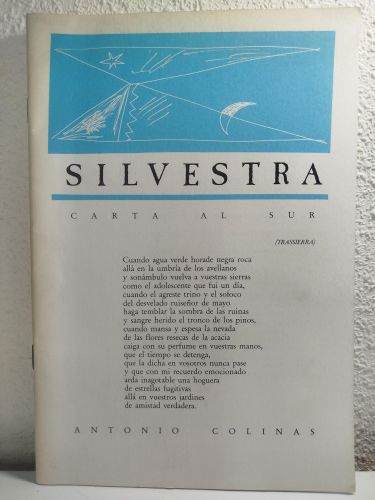 SILVESTRA
CARTA AL SUR
(TRASSIERRA)
Cuando agua verde horade negra roca
allá en la umbría de los avellanos
y sonámbulo vuelva a vuestras sierras
como el adolescente que fui un día,
cuando el agreste trino y el sofoco
del desvelado ruiseñor de mayo
haga temblar la sombra de las ruinas
y sangre herido el tronco de los pinos,
cuando mansa y espesa la nevada
de las flores resecas de la acacia
caiga con su perfume en vuestras manos,
que el tiempo se detenga,
que la dicha en vosotros nunca pase
y que con mi recuerdo emocionado
arda inagotable una hoguera
de estrellas fugitivas
allá en vuestros jardines
de amistad verdadera.
ANTONIO COLINAS